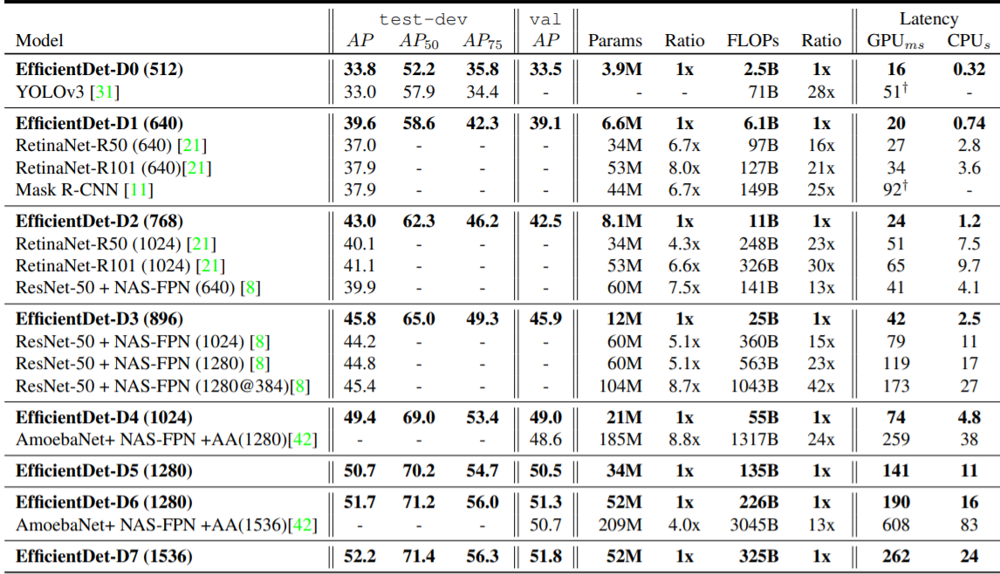 test-dev val Latency
Model AP AP50 AP75 AP Params Ratio FLOPs Ratio GPUms CPUs
EfficientDet-D0 (512) 33.8 52.2 35.8 33.5 3.9M 1x 2.5B 1x 16 0.32
YOLOv3 [31] 33.0 57.9 34.4 - - - 71B 28x 51† -
EfficientDet-D1 (640) 39.6 58.6 42.3 39.1 6.6M 1x 6.1B 1x 20 0.74
RetinaNet-R50 (640) [21] 37.0 - - - 34M 6.7x 97B 16x 27 2.8
RetinaNet-R101 (640)[21] 37.9 - - - 53M 8.0x 127B 21x 34 3.6
Mask R-CNN [11] 37.9 - - - 44M 6.7x 149B 25x 92† -
EfficientDet-D2 (768) 43.0 62.3 46.2 42.5 8.1M 1x 11B 1x 24 1.2
RetinaNet-R50 (1024) [21] 40.1 - - - 34M 4.3x 248B 23x 51 7.5
RetinaNet-R101 (1024) [21] 41.1 - - - 53M 6.6x 326B 30x 65 9.7
ResNet-50 + NAS-FPN (640) [8] 39.9 - - - 60M 7.5x 141B 13x 41 4.1
EfficientDet-D3 (896) 45.8 65.0 49.3 45.9 12M 1x 25B 1x 42 2.5
ResNet-50 + NAS-FPN (1024) [8] 44.2 - - - 60M 5.1x 360B 15x 79 11
ResNet-50 + NAS-FPN (1280) [8] 44.8 - - - 60M 5.1x 563B 23x 119 17
ResNet-50 + NAS-FPN (1280@384)[8] 45.4 - - - 104M 8.7x 1043B 42x 173 27
EfficientDet-D4 (1024) 49.4 69.0 53.4 49.0 21M 1x 55B 1x 74 4.8
AmoebaNet+ NAS-FPN +AA(1280)[42] - - - 48.6 185M 8.8x 1317B 24x 259 38
EfficientDet-D5 (1280) 50.7 70.2 54.7 50.5 34M 1x 135B 1x 141 11
EfficientDet-D6 (1280) 51.7 71.2 56.0 51.3 52M 1x 226B 1x 190 16
AmoebaNet+ NAS-FPN +AA(1536)[42] - - - 50.7 209M 4.0x 3045B 13x 608 83
EfficientDet-D7 (1536) 52.2 71.4 56.3 51.8 52M 1x 325B 1x 262 24